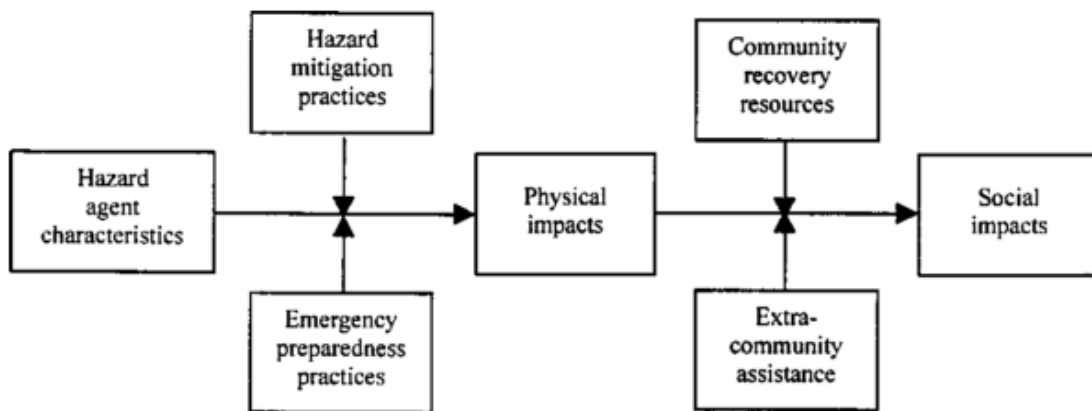 Hazard
mitigation
practices
Community
recovery
resources
Hazard
agent
characteristics
Physical
impacts
Social
impacts
Emergency
preparedness
practices
Extra-
community
assistance